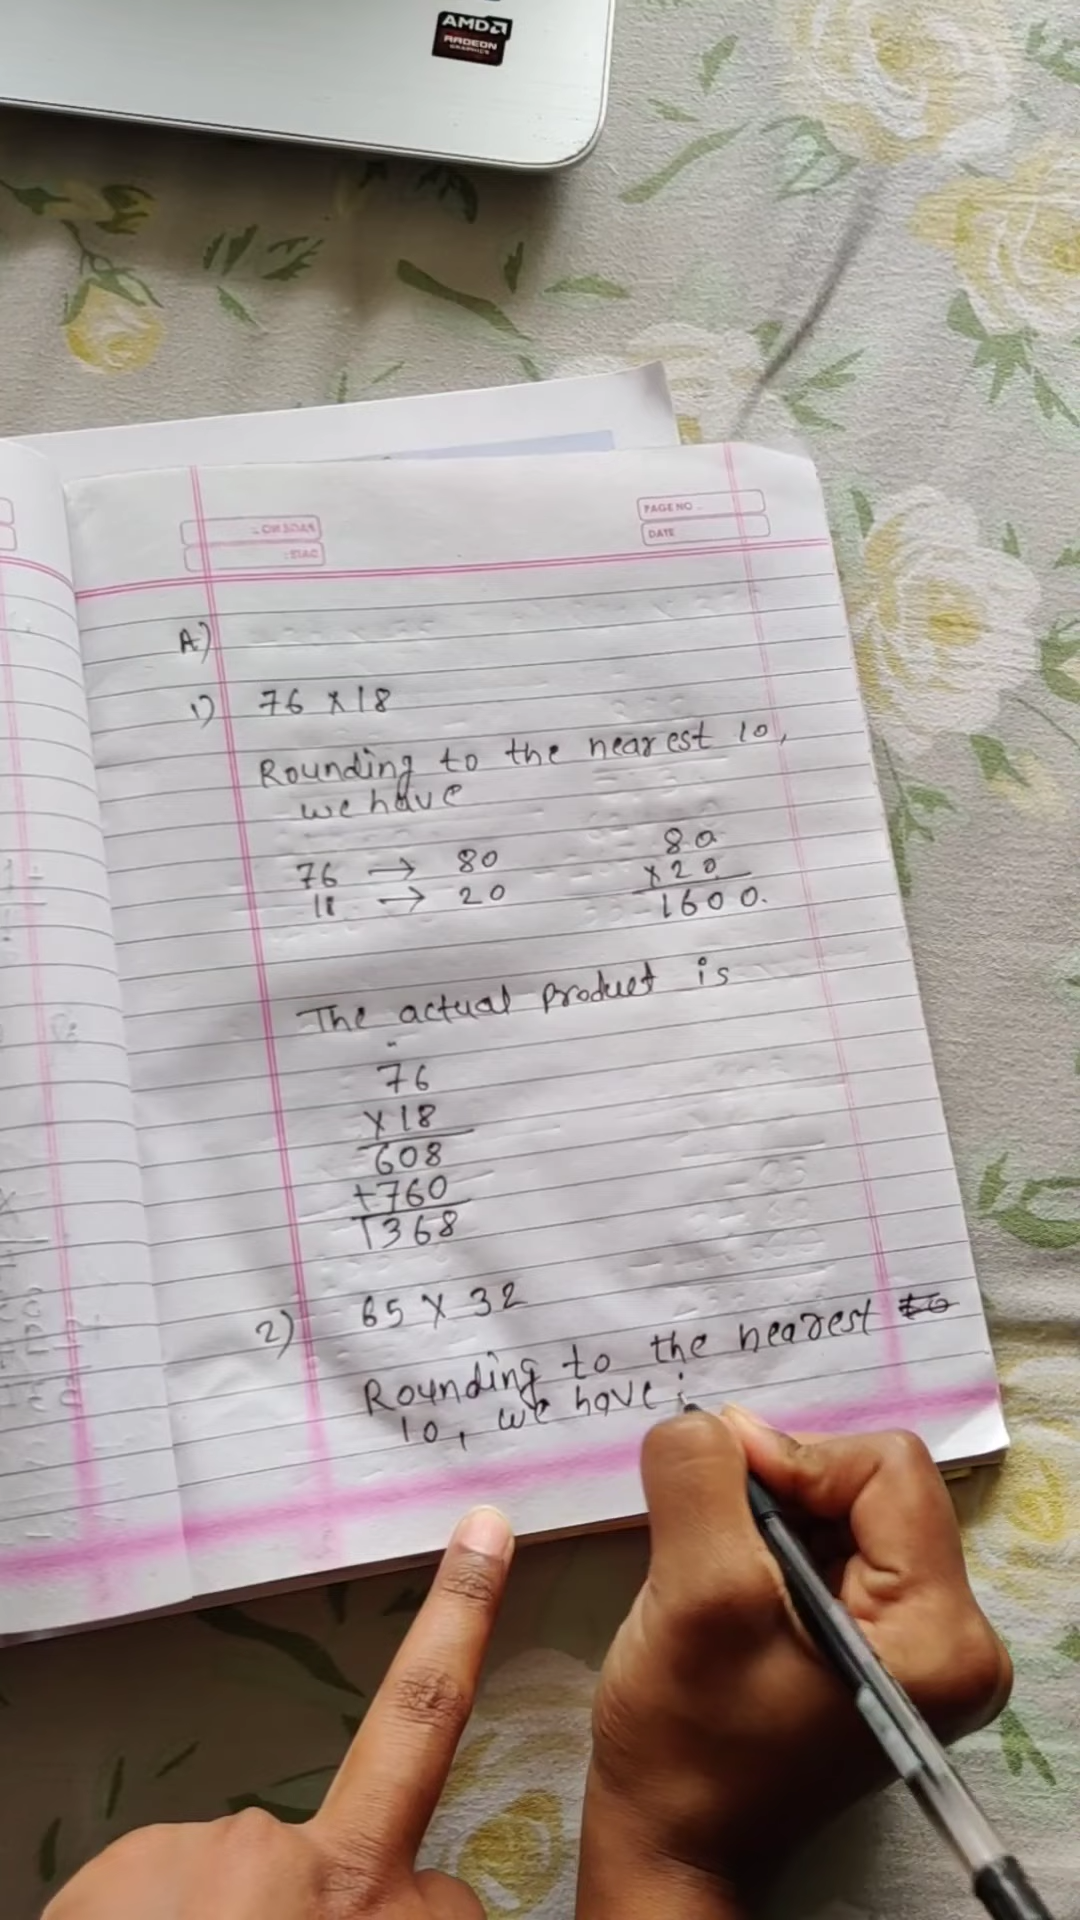 AMD
RADEON
GRAPHICS
PAGE NO.
DATE
A)
1) 76 x 18
Rounding to the nearest 10,
we have
76 → 80
18 → 20
80
x 20
1600.
The actual product is
76
x 18
608
+760
1368
2) 65 x 32
Rounding to the nearest
10, we have :